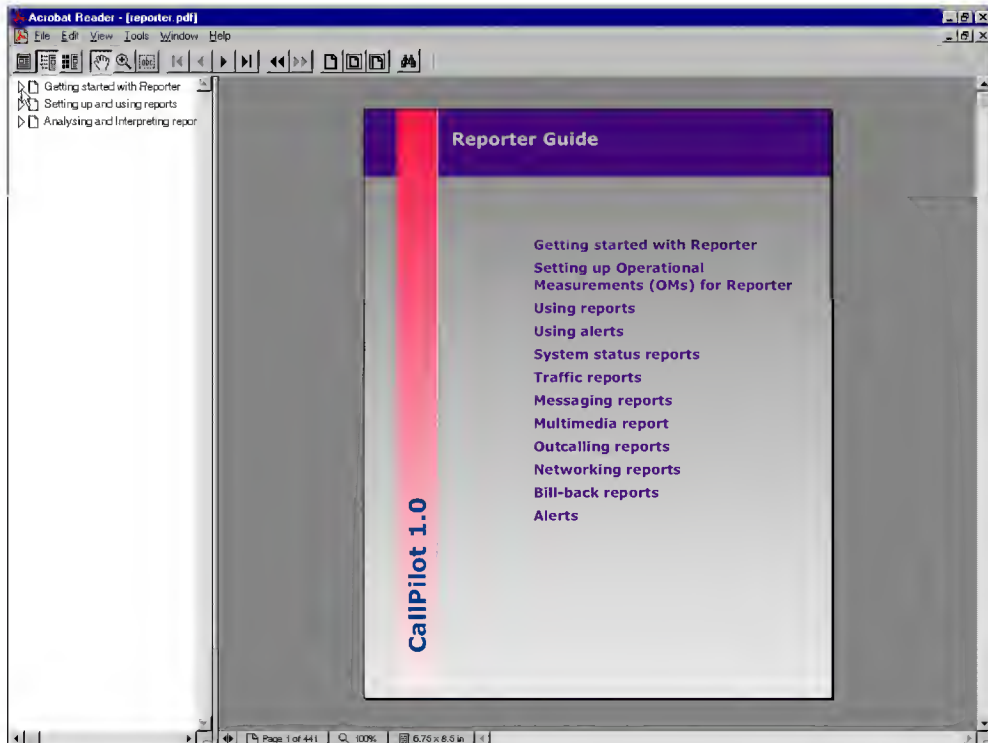 Acrobat Reader - [reporter.pdf]
File Edit View Tools Window Help
Getting started with Reporter
Setting up and using reports
Analysing and Interpreting repor
Reporter Guide
Getting started with Reporter
Setting up Operational
Measurements (OMs) for Reporter
Using reports
Using alerts
System status reports
Traffic reports
Messaging reports
Multimedia report
Outcalling reports
Networking reports
Bill-back reports
Alerts
CallPilot 1.0
Page 1 of 441
100%
6.75 x 8.5 in